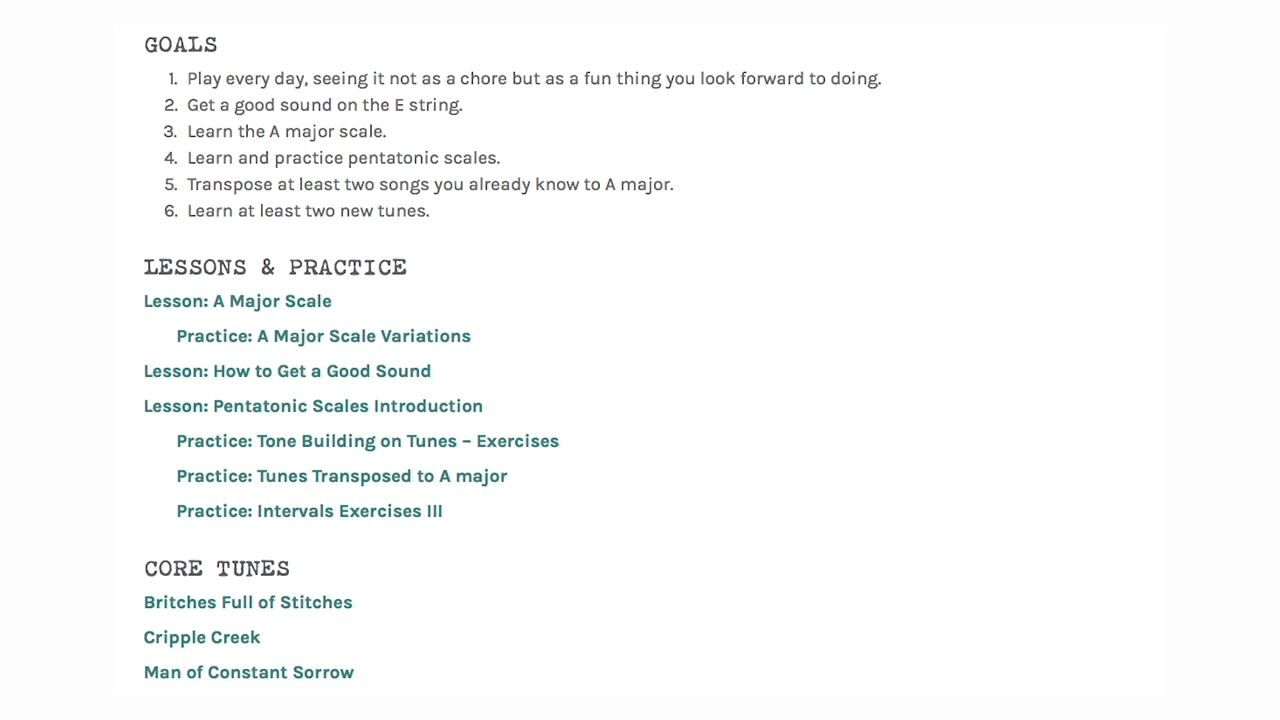 GOALS
1. Play every day, seeing it not as a chore but as a fun thing you look forward to doing.
2. Get a good sound on the E string.
3. Learn the A major scale.
4. Learn and practice pentatonic scales.
5. Transpose at least two songs you already know to A major.
6. Learn at least two new tunes.
LESSONS & PRACTICE
Lesson: A Major Scale
Practice: A Major Scale Variations
Lesson: How to Get a Good Sound
Lesson: Pentatonic Scales Introduction
Practice: Tone Building on Tunes – Exercises
Practice: Tunes Transposed to A major
Practice: Intervals Exercises III
CORE TUNES
Britches Full of Stitches
Cripple Creek
Man of Constant Sorrow